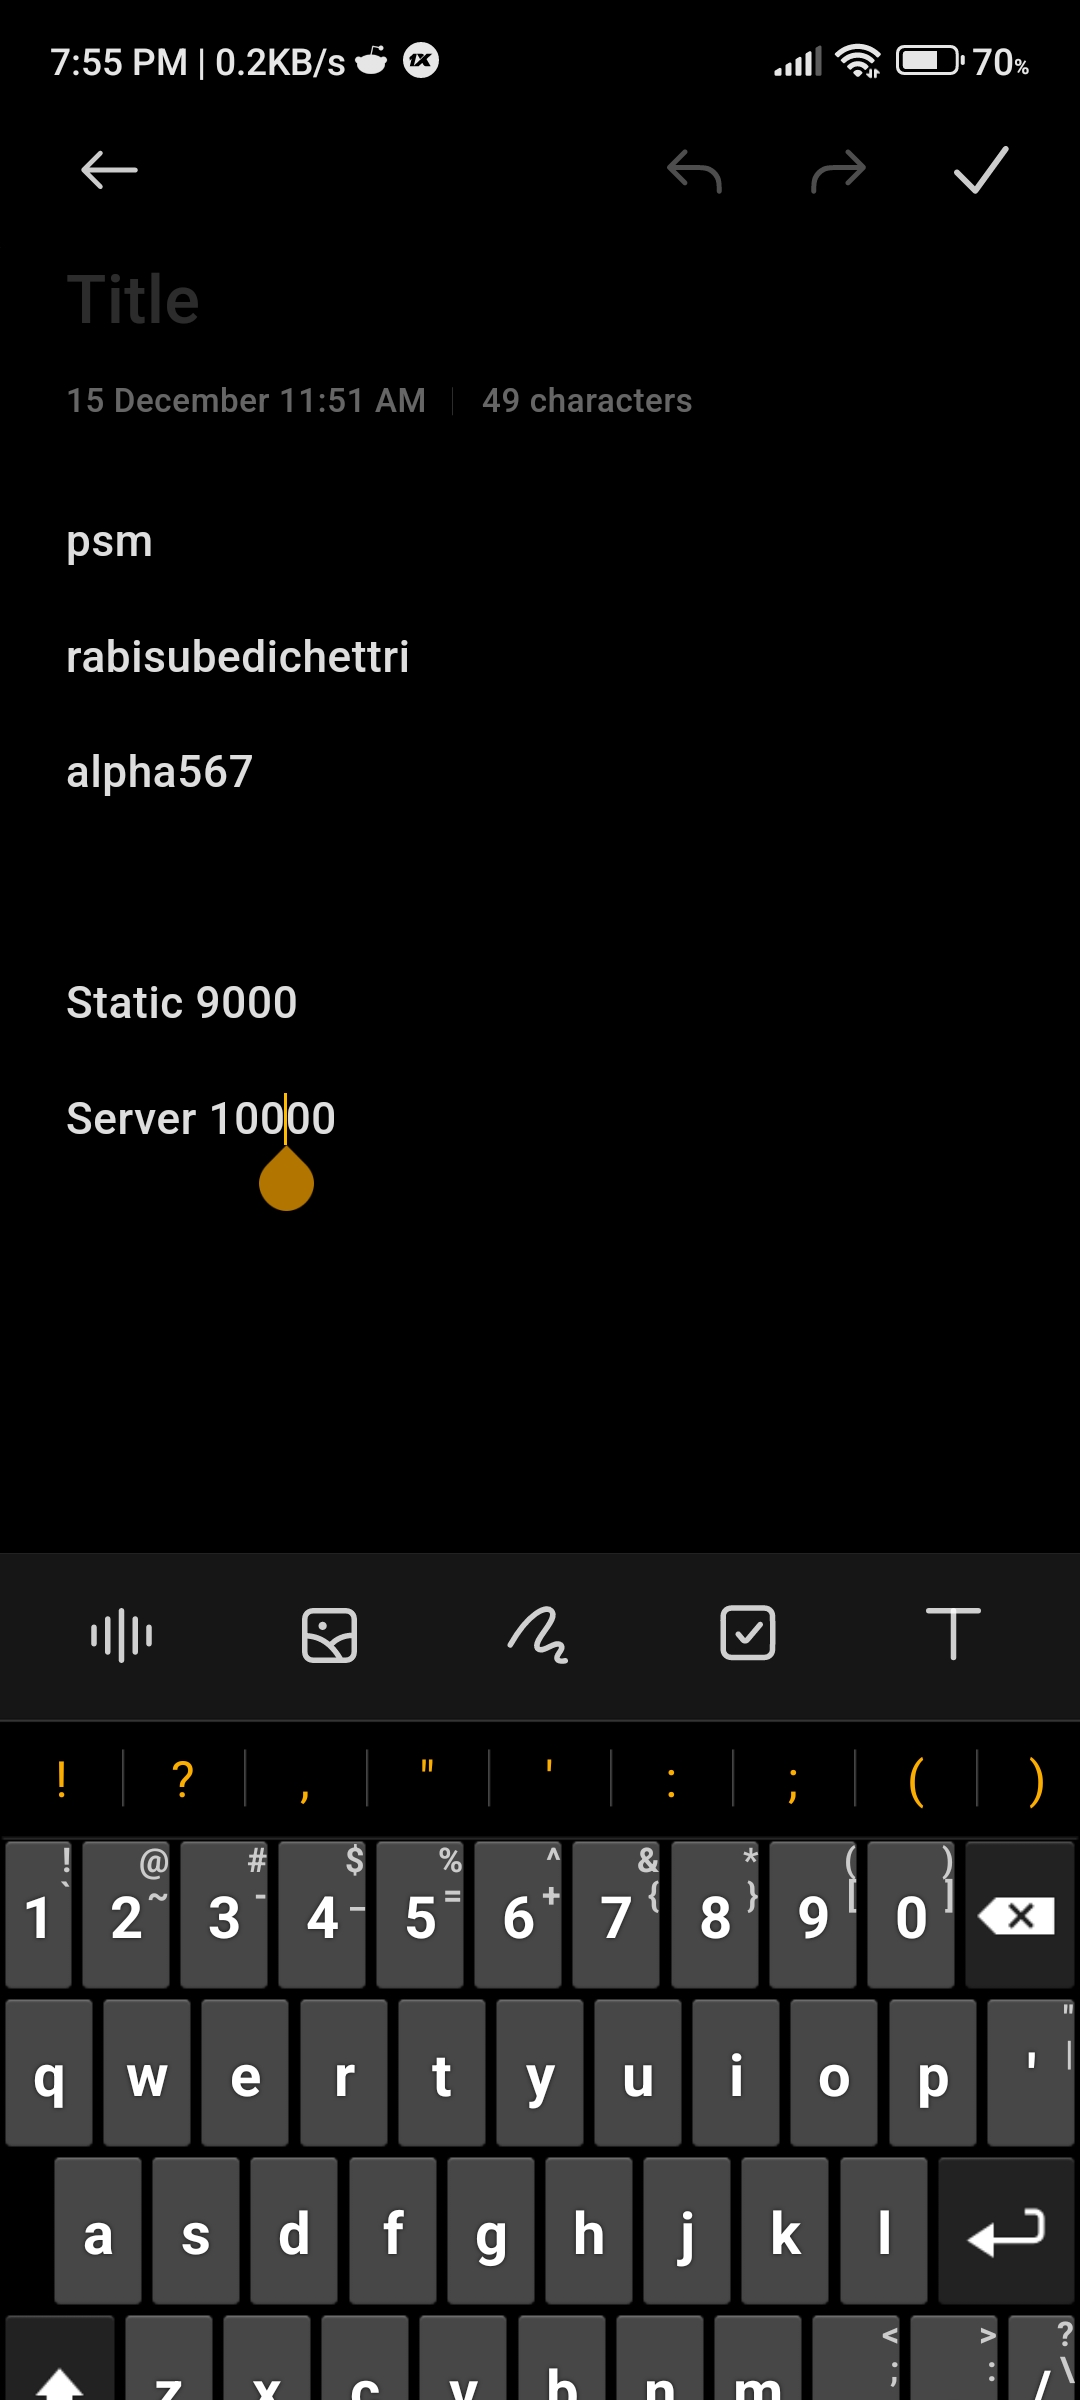 7:55 PM | 0.2KB/s 1X 70%
Title
15 December 11:51 AM | 49 characters
psm
rabisubedichettri
alpha567
Static 9000
Server 10000
! ? , " ' : ; ( )
! @ # $ % ^ & * ( )
` ~ - _ = + { } [ ]
1 2 3 4 5 6 7 8 9 0
" |
q w e r t y u i o p '
a s d f g h j k l
< > ?
; : \
z x c v b n m /